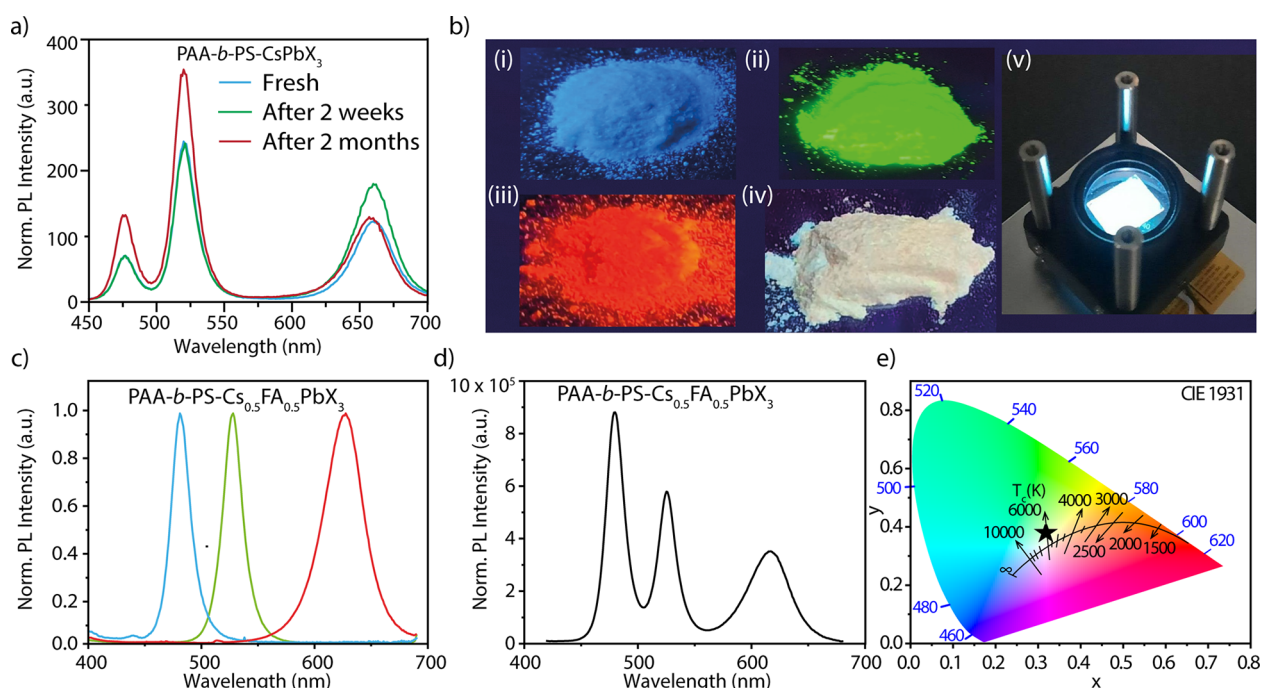 a)
PAA-b-PS-CsPbX3
Fresh
After 2 weeks
After 2 months
400
300
200
100
0
Norm. PL Intensity (a.u.)
450 500 550 600 650 700
Wavelength (nm)
b)
(i)
(ii)
(iii)
(iv)
(v)
c)
PAA-b-PS-Cs0.5FA0.5PbX3
1.0
0.8
0.6
0.4
0.2
0.0
Norm. PL Intensity (a.u.)
400 500 600 700
Wavelength (nm)
d)
10 x 10⁵
PAA-b-PS-Cs0.5FA0.5PbX3
8
6
4
2
0
Norm. PL Intensity (a.u.)
400 500 600 700
Wavelength (nm)
e)
CIE 1931
0.8
0.6
0.4
0.2
0.0
y
520
540
560
580
600
620
500
480
460
Tc(K)
6000
4000
3000
10000
2500
2000
1500
∞
0.0 0.1 0.2 0.3 0.4 0.5 0.6 0.7 0.8
x